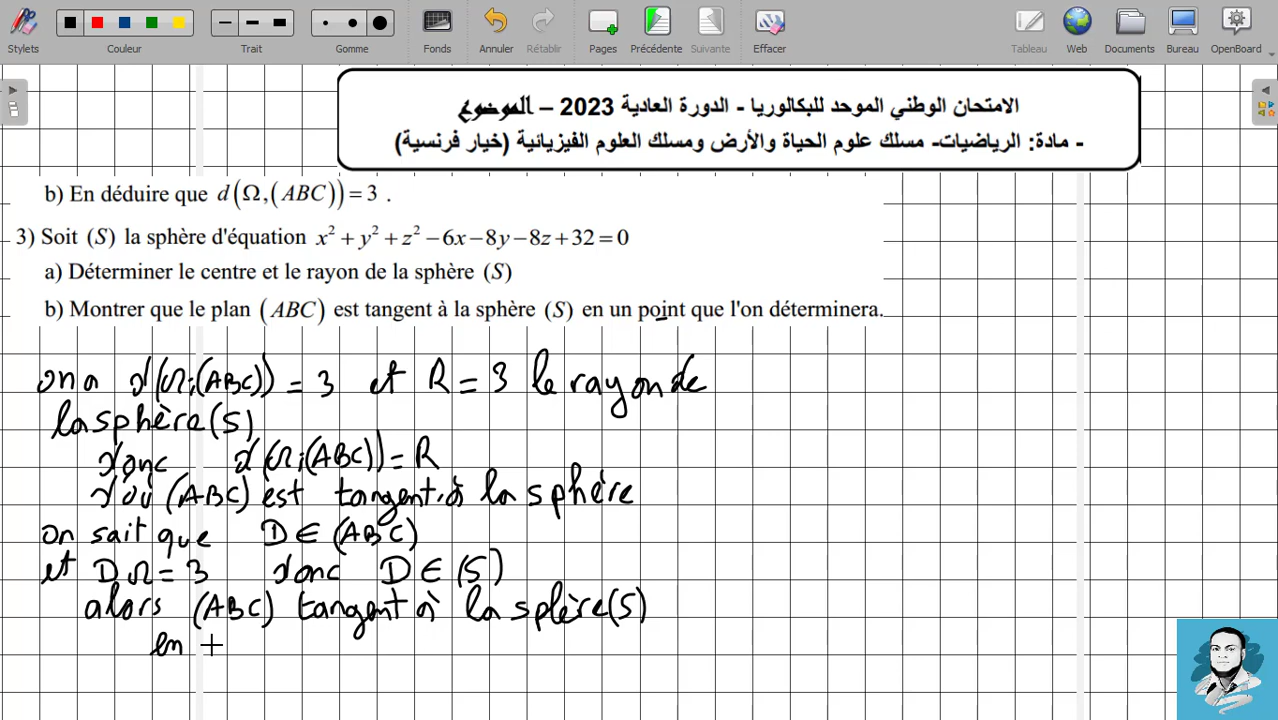 Stylets Couleur Trait Gomme Fonds Annuler Rétablir Pages Précédente Suivante Effacer Tableau Web Documents Bureau OpenBoard
الامتحان الوطني الموحد للبكالوريا - الدورة العادية 2023 – الموضوع
- مادة: الرياضيات- مسلك علوم الحياة والأرض ومسلك العلوم الفيزيائية (خيار فرنسية)
b) En déduire que d(Ω,(ABC))=3 .
3) Soit (S) la sphère d'équation x²+y²+z²−6x−8y−8z+32=0
a) Déterminer le centre et le rayon de la sphère (S)
b) Montrer que le plan (ABC) est tangent à la sphère (S) en un point que l'on déterminera.
on a d(Ω;(ABC)) = 3 et R = 3 le rayon de
la sphère (S)
donc d(Ω;(ABC)) = R
d'où (ABC) est tangent à la sphère
on sait que D ∈ (ABC)
et DΩ = 3 donc D ∈ (S)
alors (ABC) tangent à la splère (S)
en